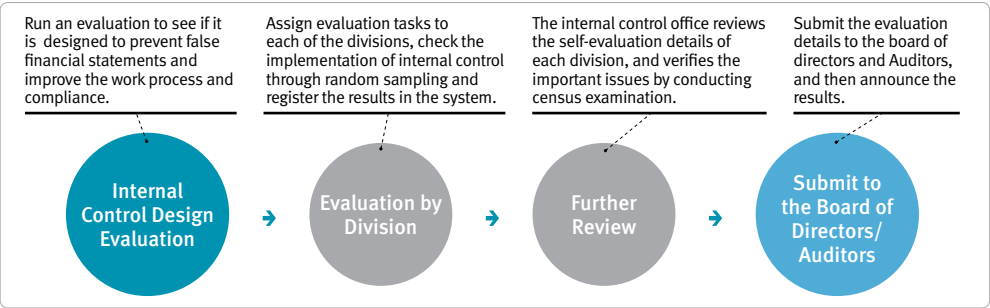 Run an evaluation to see if it
is designed to prevent false
financial statements and
improve the work process and
compliance.
Assign evaluation tasks to
each of the divisions, check the
implementation of internal control
through random sampling and
register the results in the system.
The internal control office reviews
the self-evaluation details of
each division, and verifies the
important issues by conducting
census examination.
Submit the evaluation
details to the board of
directors and Auditors,
and then announce the
results.
Internal
Control Design
Evaluation
Evaluation by
Division
Further
Review
Submit to
the Board of
Directors/
Auditors